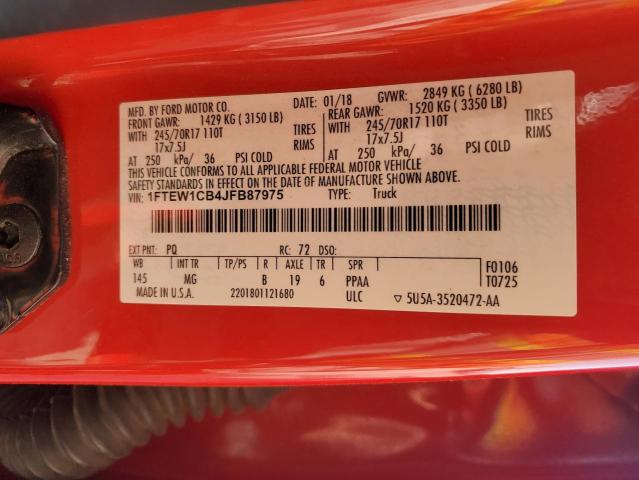 MFD. BY FORD MOTOR CO. DATE: 01/18 GVWR: 2849 KG ( 6280 LB)
FRONT GAWR: 1429 KG ( 3150 LB) REAR GAWR: 1520 KG ( 3350 LB)
WITH 245/70R17 110T TIRES WITH 245/70R17 110T TIRES
17x7.5J RIMS 17x7.5J RIMS
AT 250 kPa/ 36 PSI COLD AT 250 kPa/ 36 PSI COLD
THIS VEHICLE CONFORMS TO ALL APPLICABLE FEDERAL MOTOR VEHICLE
SAFETY STANDARDS IN EFFECT ON THE DATE OF MANUFACTURE SHOWN ABOVE.
VIN: 1FTEW1CB4JFB87975 TYPE: Truck
EXT PNT: PQ RC: 72 DSO:
WB INT TR TP/PS R AXLE TR SPR F0106
145 MG B 19 6 PPAA T0725
MADE IN U.S.A. 2201801121680 ULC ▽ 5U5A-3520472-AA